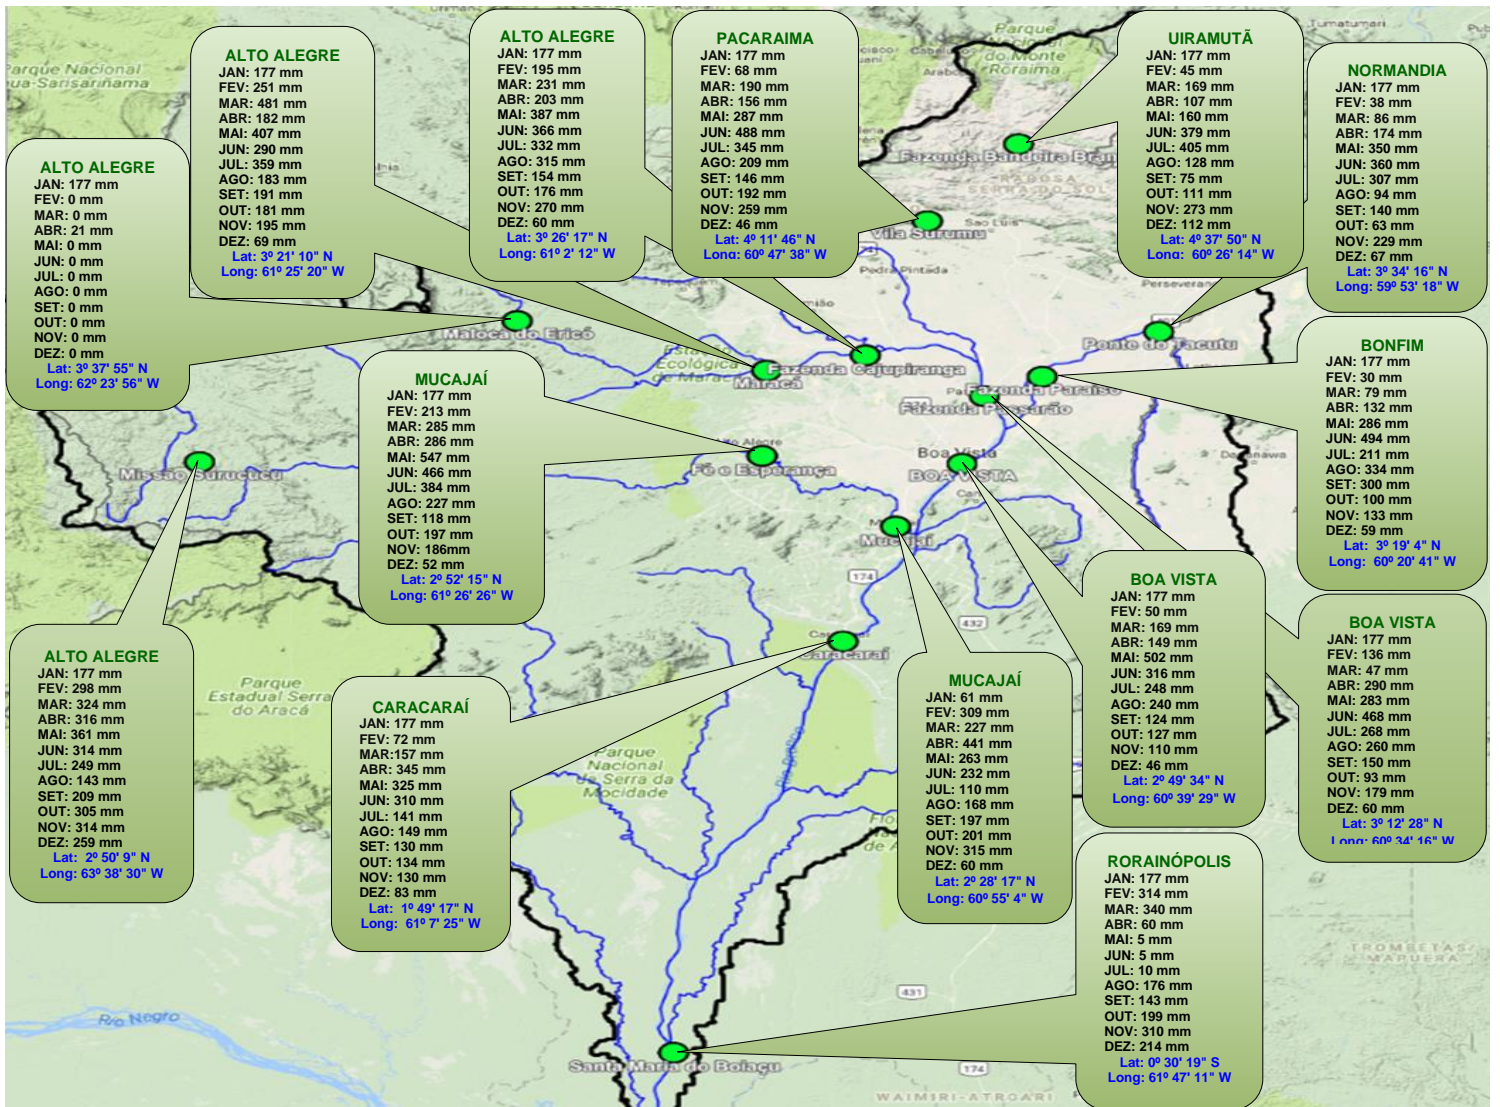 ALTO ALEGRE
JAN: 177 mm
FEV: 0 mm
MAR: 0 mm
ABR: 21 mm
MAI: 0 mm
JUN: 0 mm
JUL: 0 mm
AGO: 0 mm
SET: 0 mm
OUT: 0 mm
NOV: 0 mm
DEZ: 0 mm
Lat: 3º 37' 55" N
Long: 62º 23' 56" W
ALTO ALEGRE
JAN: 177 mm
FEV: 251 mm
MAR: 481 mm
ABR: 182 mm
MAI: 407 mm
JUN: 290 mm
JUL: 359 mm
AGO: 183 mm
SET: 191 mm
OUT: 181 mm
NOV: 195 mm
DEZ: 69 mm
Lat: 3º 21' 10" N
Long: 61º 25' 20" W
ALTO ALEGRE
JAN: 177 mm
FEV: 195 mm
MAR: 231 mm
ABR: 203 mm
MAI: 387 mm
JUN: 366 mm
JUL: 332 mm
AGO: 315 mm
SET: 154 mm
OUT: 176 mm
NOV: 270 mm
DEZ: 60 mm
Lat: 3º 26' 17" N
Long: 61º 2' 12" W
PACARAIMA
JAN: 177 mm
FEV: 68 mm
MAR: 190 mm
ABR: 156 mm
MAI: 287 mm
JUN: 488 mm
JUL: 345 mm
AGO: 209 mm
SET: 146 mm
OUT: 192 mm
NOV: 259 mm
DEZ: 46 mm
Lat: 4º 11' 46" N
Long: 60º 47' 38" W
UIRAMUTÃ
JAN: 177 mm
FEV: 45 mm
MAR: 169 mm
ABR: 107 mm
MAI: 160 mm
JUN: 379 mm
JUL: 405 mm
AGO: 128 mm
SET: 75 mm
OUT: 111 mm
NOV: 273 mm
DEZ: 112 mm
Lat: 4º 37' 50" N
Long: 60º 26' 14" W
NORMANDIA
JAN: 177 mm
FEV: 38 mm
MAR: 86 mm
ABR: 174 mm
MAI: 350 mm
JUN: 360 mm
JUL: 307 mm
AGO: 94 mm
SET: 140 mm
OUT: 63 mm
NOV: 229 mm
DEZ: 67 mm
Lat: 3º 34' 16" N
Long: 59º 53' 18" W
MUCAJAÍ
JAN: 177 mm
FEV: 213 mm
MAR: 285 mm
ABR: 286 mm
MAI: 547 mm
JUN: 466 mm
JUL: 384 mm
AGO: 227 mm
SET: 118 mm
OUT: 197 mm
NOV: 186mm
DEZ: 52 mm
Lat: 2º 52' 15" N
Long: 61º 26' 26" W
BONFIM
JAN: 177 mm
FEV: 30 mm
MAR: 79 mm
ABR: 132 mm
MAI: 286 mm
JUN: 494 mm
JUL: 211 mm
AGO: 334 mm
SET: 300 mm
OUT: 100 mm
NOV: 133 mm
DEZ: 59 mm
Lat: 3º 19' 4" N
Long: 60º 20' 41" W
ALTO ALEGRE
JAN: 177 mm
FEV: 298 mm
MAR: 324 mm
ABR: 316 mm
MAI: 361 mm
JUN: 314 mm
JUL: 249 mm
AGO: 143 mm
SET: 209 mm
OUT: 305 mm
NOV: 314 mm
DEZ: 259 mm
Lat: 2º 50' 9" N
Long: 63º 38' 30" W
CARACARAÍ
JAN: 177 mm
FEV: 72 mm
MAR:157 mm
ABR: 345 mm
MAI: 325 mm
JUN: 310 mm
JUL: 141 mm
AGO: 149 mm
SET: 130 mm
OUT: 134 mm
NOV: 130 mm
DEZ: 83 mm
Lat: 1º 49' 17" N
Long: 61º 7' 25" W
MUCAJAÍ
JAN: 61 mm
FEV: 309 mm
MAR: 227 mm
ABR: 441 mm
MAI: 263 mm
JUN: 232 mm
JUL: 110 mm
AGO: 168 mm
SET: 197 mm
OUT: 201 mm
NOV: 315 mm
DEZ: 60 mm
Lat: 2º 28' 17" N
Long: 60º 55' 4" W
BOA VISTA
JAN: 177 mm
FEV: 50 mm
MAR: 169 mm
ABR: 149 mm
MAI: 502 mm
JUN: 316 mm
JUL: 248 mm
AGO: 240 mm
SET: 124 mm
OUT: 127 mm
NOV: 110 mm
DEZ: 46 mm
Lat: 2º 49' 34" N
Long: 60º 39' 29" W
BOA VISTA
JAN: 177 mm
FEV: 136 mm
MAR: 47 mm
ABR: 290 mm
MAI: 283 mm
JUN: 468 mm
JUL: 268 mm
AGO: 260 mm
SET: 150 mm
OUT: 93 mm
NOV: 179 mm
DEZ: 60 mm
Lat: 3º 12' 28" N
Long: 60º 34' 16" W
RORAINÓPOLIS
JAN: 177 mm
FEV: 314 mm
MAR: 340 mm
ABR: 60 mm
MAI: 5 mm
JUN: 5 mm
JUL: 10 mm
AGO: 176 mm
SET: 143 mm
OUT: 199 mm
NOV: 310 mm
DEZ: 214 mm
Lat: 0º 30' 19" S
Long: 61º 47' 11" W
Parque Nacional
Parque
do Monte
Roraima
Tumatumari
Fazenda Bandeira Bran
RAPOSA
SERRA DO SOL
Vila Surumu
Sao Luis
Pedra Pintada
Perseveran
Maloca do Ericó
Estação
Ecológica
de Marac
Maracá
Fazenda Cajupiranga
Ponte do Tacutu
Fazenda Paraíso
Fazenda Passarão
Missão Surucucu
Alegre
Fé e Esperança
Boa Vista
BOA VISTA
Mucajaí
174
432
Caracaraí
Parque
Estadual Serra
do Aracá
Parque
Nacional
da Serra da
Mocidade
Rio Branco
Rio Negro
Santa Maria do Boiaçu
431
174
TROMBETAS/
MAPUERA
WAIMIRI-ATROARI